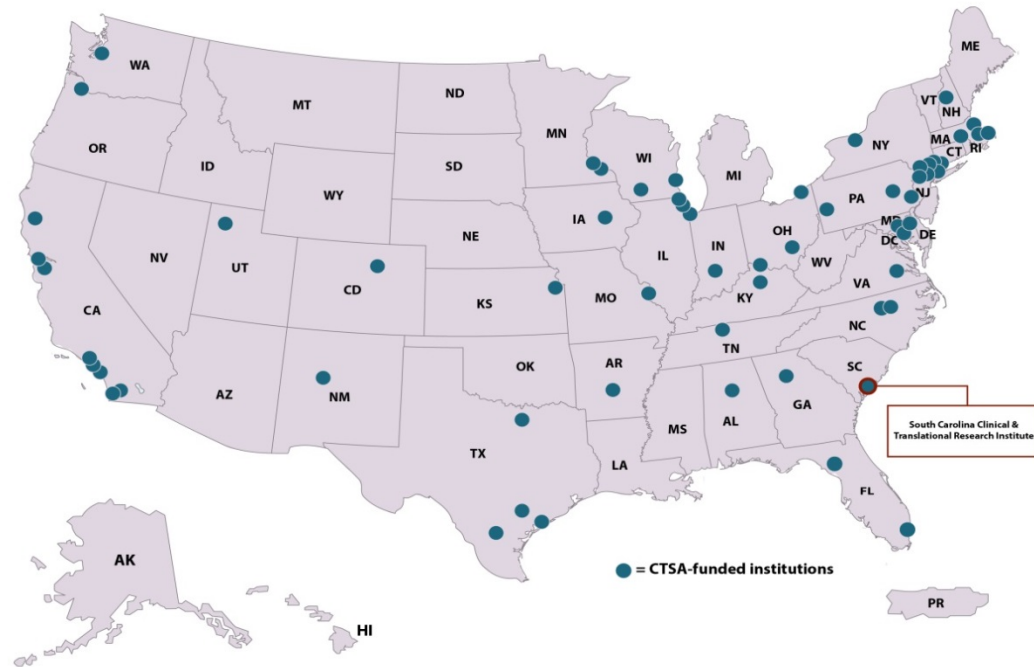 ME
WA
VT
NH
ND
MT
MN
OR
NY
MA
WI
CT
RI
ID
SD
MI
WY
PA
NJ
IA
OH
NE
MD
DE
IN
DC
NV
IL
UT
WV
CD
VA
KS
MO
KY
CA
NC
TN
OK
AR
SC
AZ
NM
GA
AL
MS
South Carolina Clinical &
Translational Research Institute
TX
LA
FL
AK
= CTSA-funded institutions
PR
HI